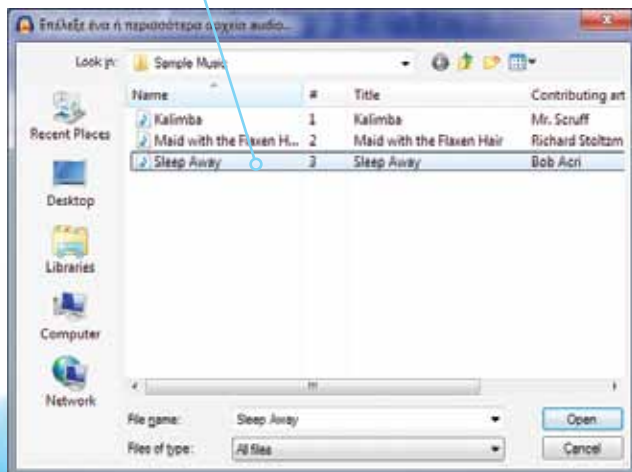 Επιλέξτε ένα ή περισσότερα αρχεία audio...
Look in: Sample Music
Name # Title Contributing art
Kalimba 1 Kalimba Mr. Scruff
Maid with the Flaxen H... 2 Maid with the Flaxen Hair Richard Stoltzm
Sleep Away 3 Sleep Away Bob Acri
Recent Places
Desktop
Libraries
Computer
Network
File name: Sleep Away Open
Files of type: All files Cancel